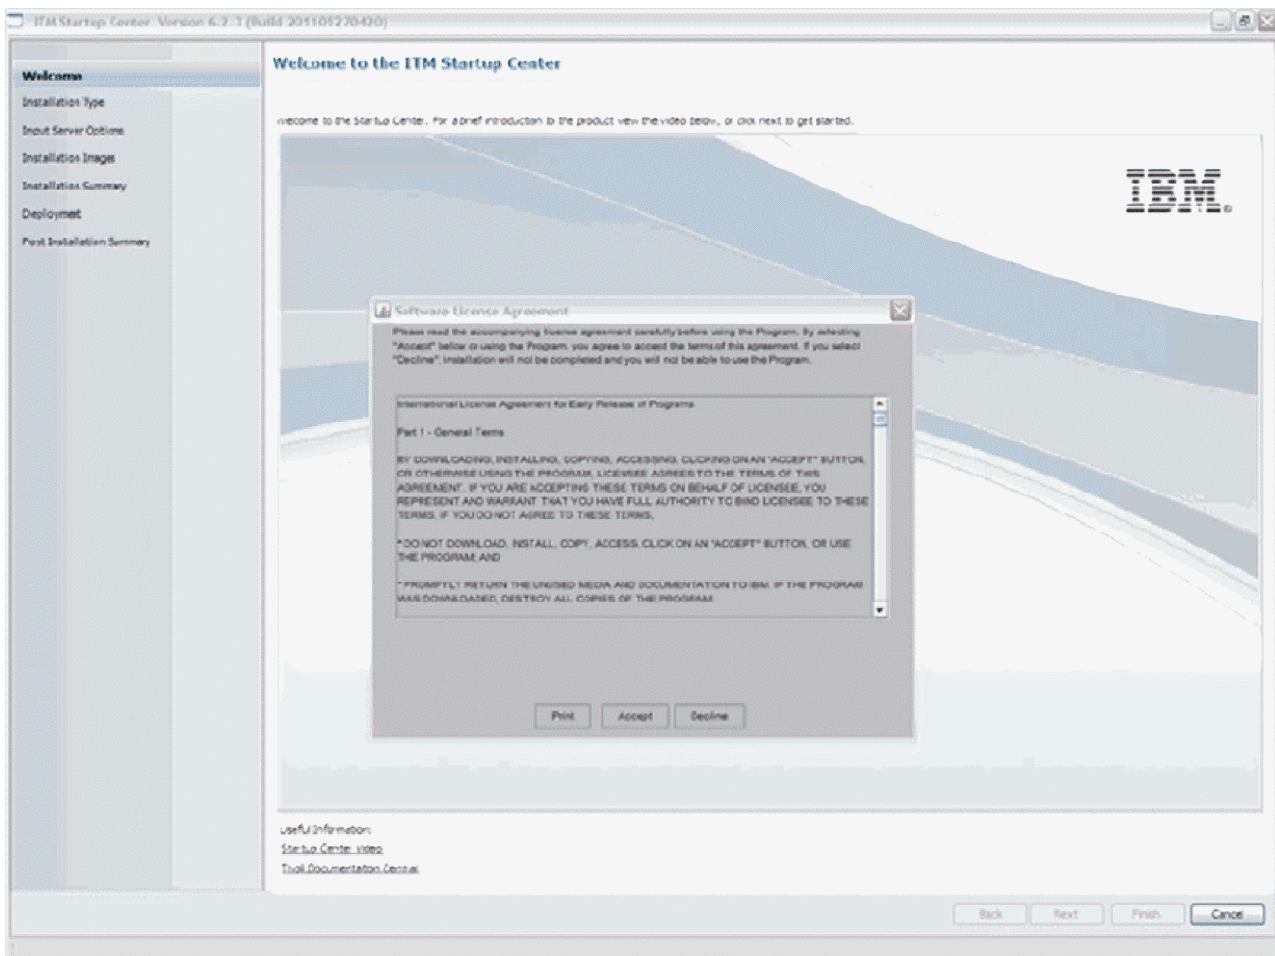 ITM Startup Center Version 6.2.3 (Build 201105270420)
Welcome
Installation Type
Input Server Options
Installation Images
Installation Summary
Deployment
Post Installation Summary
Welcome to the ITM Startup Center
Welcome to the Startup Center. For a brief introduction to the product view the video below, or click next to get started.
IBM®
Software License Agreement
Please read the accompanying license agreement carefully before using the Program. By selecting
"Accept" below or using the Program, you agree to accept the terms of this agreement. If you select
"Decline", installation will not be completed and you will not be able to use the Program.
International License Agreement for Early Release of Programs
Part 1 - General Terms
BY DOWNLOADING, INSTALLING, COPYING, ACCESSING, CLICKING ON AN "ACCEPT" BUTTON,
OR OTHERWISE USING THE PROGRAM, LICENSEE AGREES TO THE TERMS OF THIS
AGREEMENT. IF YOU ARE ACCEPTING THESE TERMS ON BEHALF OF LICENSEE, YOU
REPRESENT AND WARRANT THAT YOU HAVE FULL AUTHORITY TO BIND LICENSEE TO THESE
TERMS. IF YOU DO NOT AGREE TO THESE TERMS,
* DO NOT DOWNLOAD, INSTALL, COPY, ACCESS, CLICK ON AN "ACCEPT" BUTTON, OR USE
THE PROGRAM; AND
* PROMPTLY RETURN THE UNUSED MEDIA AND DOCUMENTATION TO IBM. IF THE PROGRAM
WAS DOWNLOADED, DESTROY ALL COPIES OF THE PROGRAM.
Print Accept Decline
Useful Information:
Startup Center Video
Tivoli Documentation Central
Back Next Finish Cancel